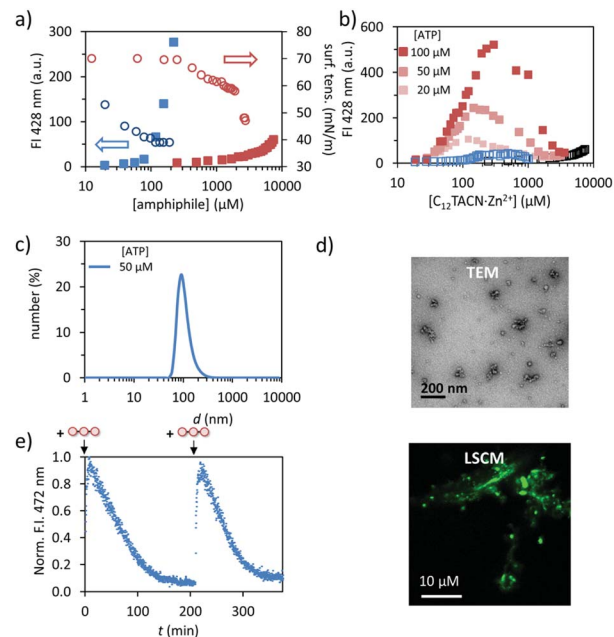 a)
300
250
200
150
100
50
0
FI 428 nm (a.u.)
80
70
60
50
40
30
surf. tens. (mN/m)
10
100
1000
10000
[amphiphile] (μM)
b)
600
400
200
0
FI 428 nm (a.u.)
[ATP]
100 μM
50 μM
20 μM
10
100
1000
10000
[C₁₂TACN·Zn²⁺] (μM)
c)
30
20
10
0
number (%)
[ATP]
50 μM
1
10
100
1000
10000
d (nm)
d)
TEM
200 nm
LSCM
10 μM
e)
+
+
1.0
0.8
0.6
0.4
0.2
0.0
Norm. F.I. 472 nm
0
100
200
300
t (min)